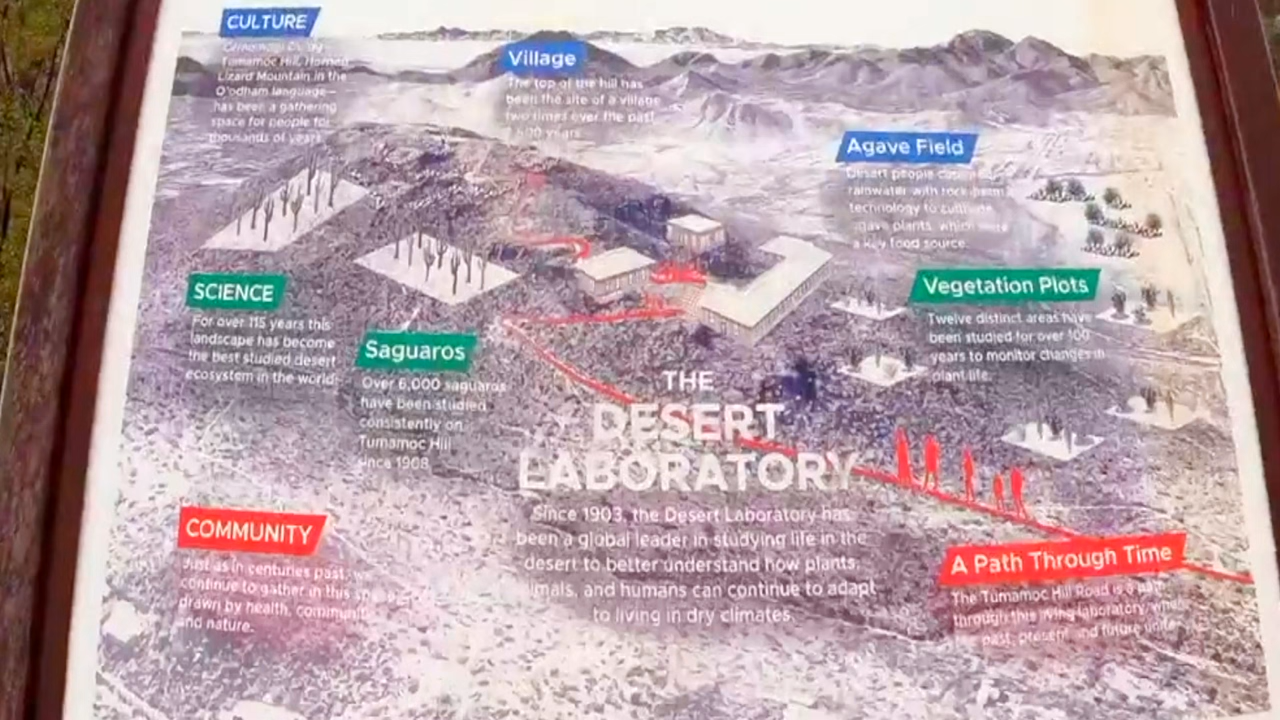 CULTURE
Tumamoc Hill, Horned
Lizard Mountain in the
O'odham language—
has been a gathering
space for people for
thousands of years.
Village
The top of the hill has
been the site of a village
two times over the past
years.
Agave Field
Desert people
rainwater with
technology to
agave plants, which were
a key food source.
SCIENCE
For over 115 years this
landscape has become
the best studied desert
ecosystem in the world
Saguaros
Over 6,000 saguaros
have been studied
consistently on
Tumamoc Hill
since 1908
Vegetation Plots
Twelve distinct areas have
been studied for over 100
years to monitor changes in
plant life.
THE
DESERT
LABORATORY
Since 1903, the Desert Laboratory has
been a global leader in studying life in the
desert to better understand how plants,
and humans can continue to adapt
to living in dry climates.
COMMUNITY
Just as in centuries past,
continue to gather in this
drawn by health,
and nature.
A Path Through Time
The Tumamoc Hill Road is a
through this living laboratory, where
past, present and future